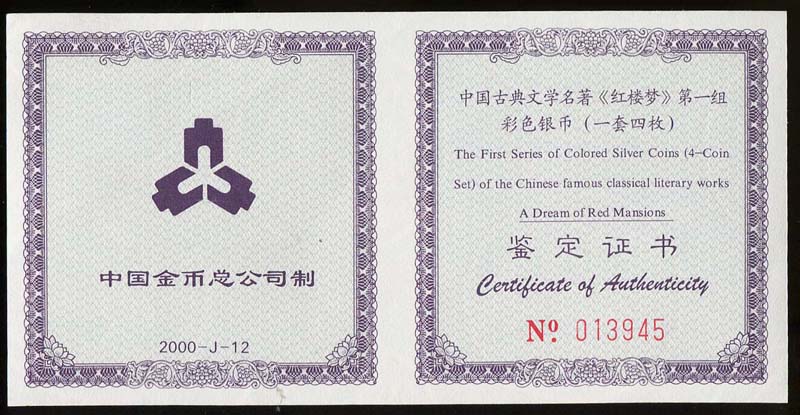 中国金币总公司制
2000-J-12
中国古典文学名著《红楼梦》第一组
彩色银币（一套四枚）
The First Series of Colored Silver Coins (4-Coin
Set) of the Chinese famous classical literary works
A Dream of Red Mansions
鉴定证书
Certificate of Authenticity
Nº. 013945